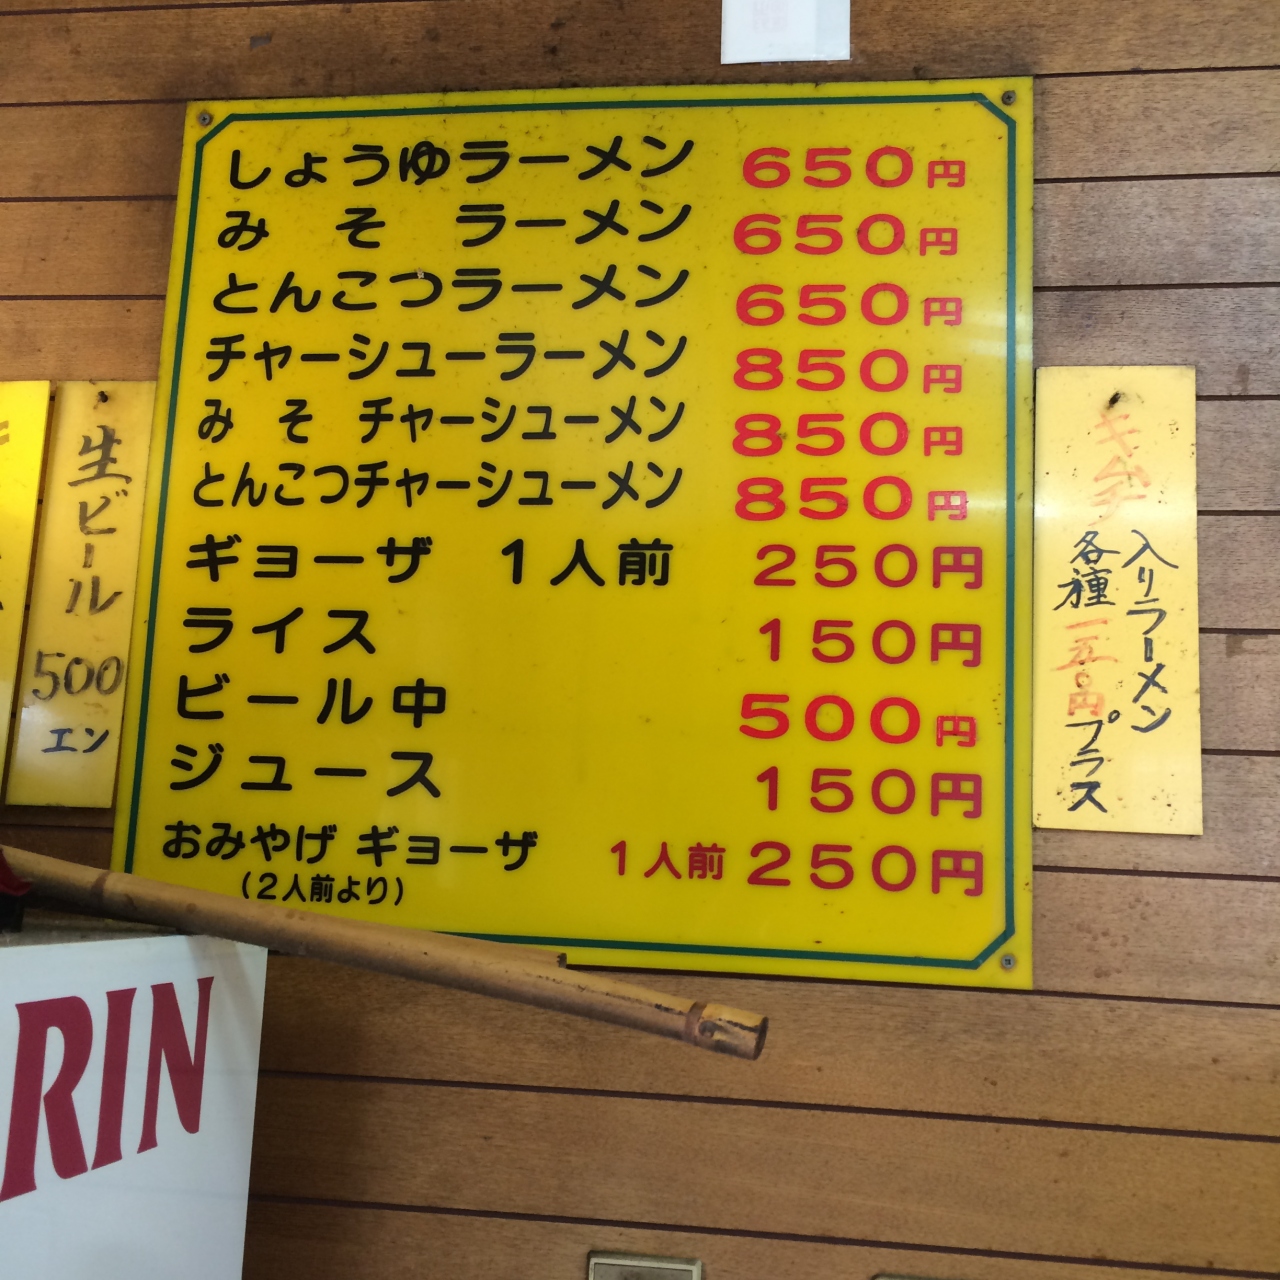 しょうゆラーメン 650円
みそ ラーメン 650円
とんこつラーメン 650円
チャーシューラーメン 850円
みそ チャーシューメン 850円
とんこつチャーシューメン 850円
ギョーザ 1人前 250円
ライス 150円
ビール中 500円
ジュース 150円
おみやげ ギョーザ 1人前 250円
(2人前より)
生ビール
500
エン
キムチ
入りラーメン
各種一五〇円プラス
RIN